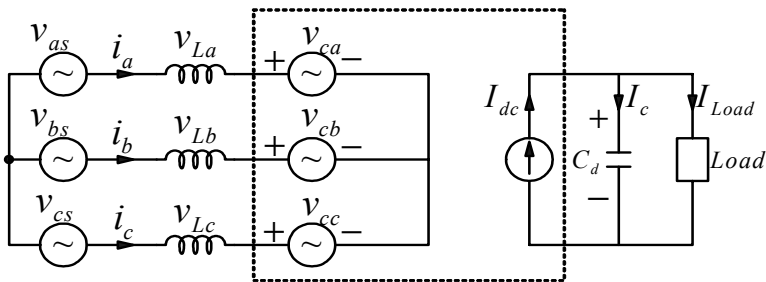 v_as i_a v_La + v_ca −
I_dc I_c I_Load
v_bs i_b v_Lb + v_cb −
+ C_d − Load
v_cs i_c v_Lc + v_cc −